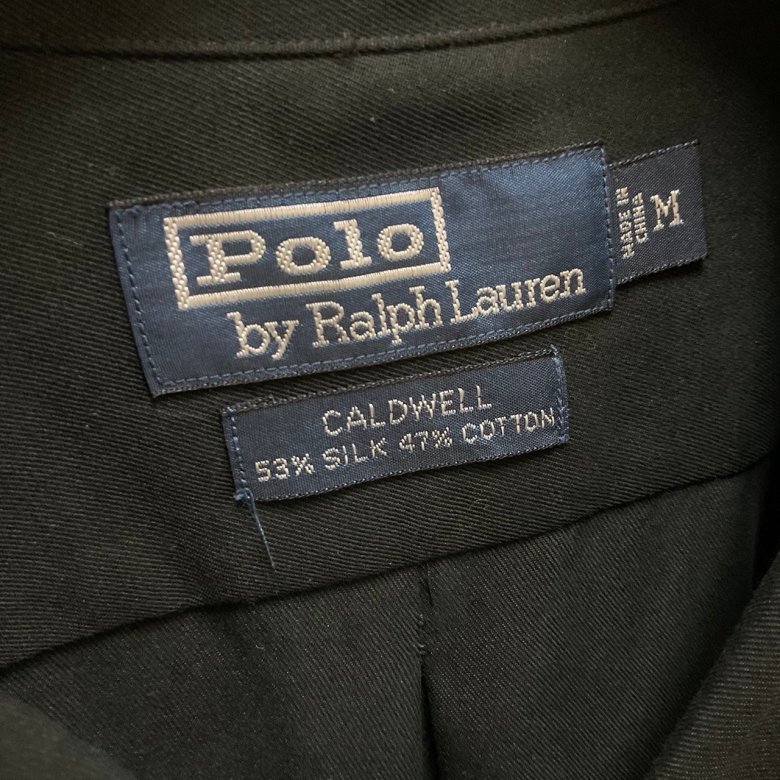 Polo
by Ralph Lauren
MADE IN
CHINA
M
CALDWELL
53% SILK 47% COTTON